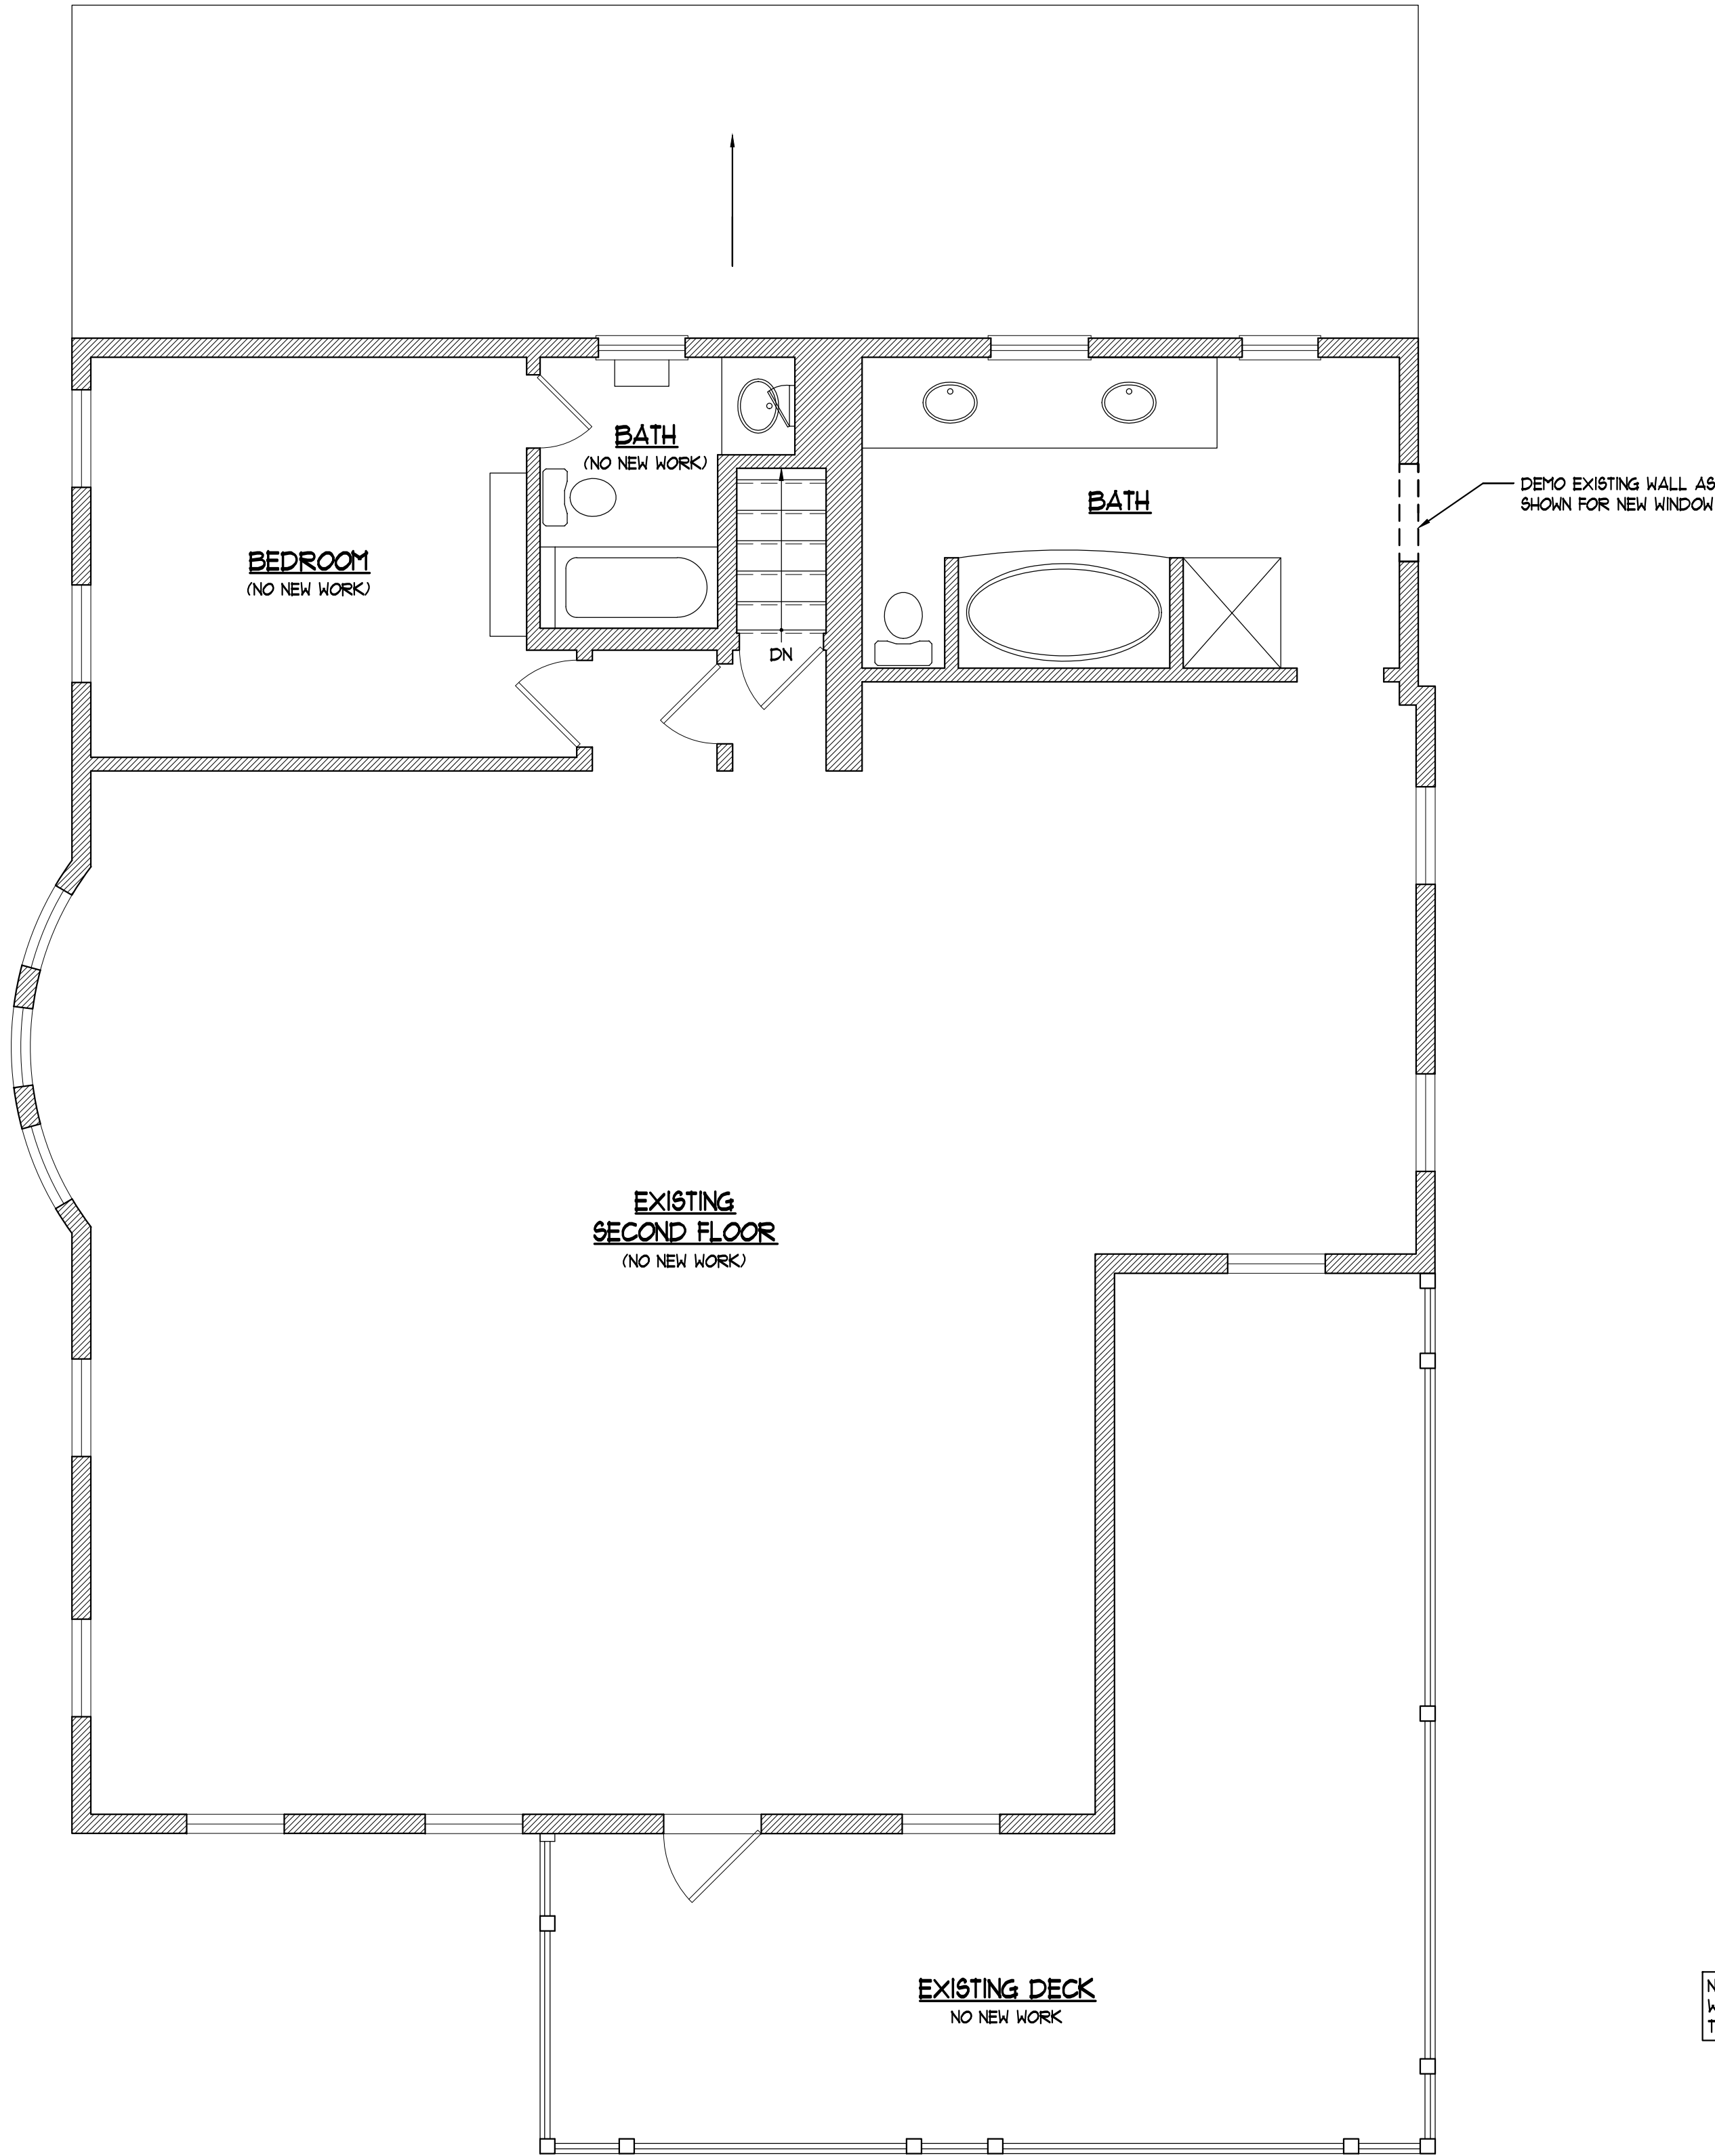 BATH
(NO NEW WORK)
DEMO EXISTING WALL AS
SHOWN FOR NEW WINDOW
BATH
BEDROOM
(NO NEW WORK)
DN
EXISTING
SECOND FLOOR
(NO NEW WORK)
EXISTING DECK
NO NEW WORK